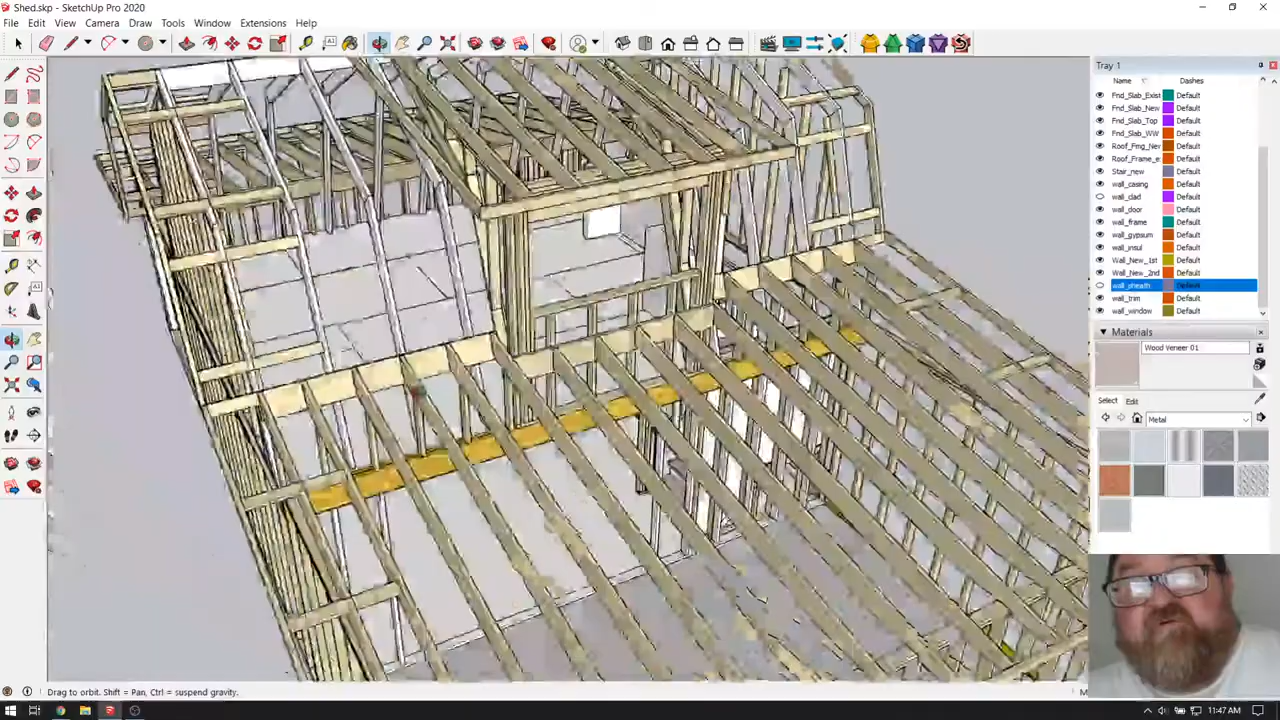 Shed.skp - SketchUp Pro 2020
File Edit View Camera Draw Tools Window Extensions Help
Tray 1
Name Dashes
Fnd_Slab_Exist Default
Fnd_Slab_New Default
Fnd_Slab_Top Default
Fnd_Slab_WW Default
Roof_Fmg_New Default
Roof_Frame_e Default
Stair_new Default
wall_casing Default
wall_clad Default
wall_door Default
wall_frame Default
wall_gypsum Default
wall_insul Default
Wall_New_1st Default
Wall_New_2nd Default
wall_sheath Default
wall_trim Default
wall_window Default
Materials
Wood Veneer 01
Select Edit
Metal
Drag to orbit. Shift = Pan, Ctrl = suspend gravity.
M
11:47 AM